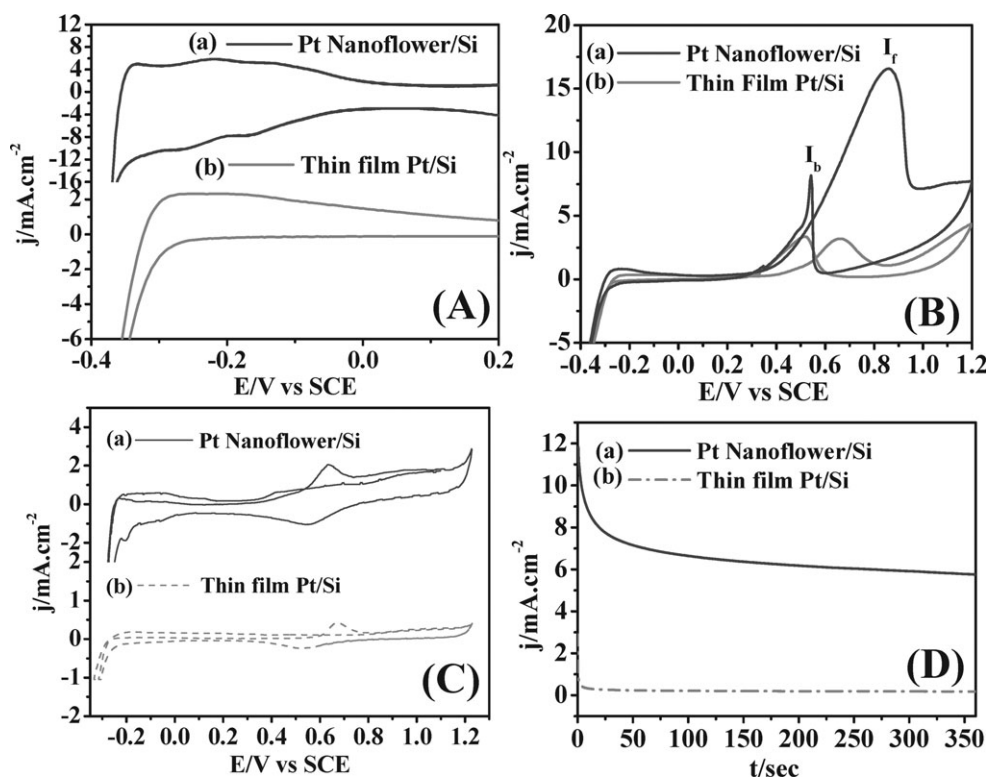 12
8
4
0
-4
-8
-12
-16
2
0
-2
-4
-6
j/mA.cm-2
(a) Pt Nanoflower/Si
(b) Thin film Pt/Si
(A)
-0.4 -0.2 0.0 0.2
E/V vs SCE
20
15
10
5
0
-5
j/mA.cm-2
(a) Pt Nanoflower/Si
(b) Thin Film Pt/Si
If
Ib
(B)
-0.4 -0.2 0.0 0.2 0.4 0.6 0.8 1.0 1.2
E/V vs SCE
4
2
0
2
2
0
-1
-2
j/mA.cm-2
(a) Pt Nanoflower/Si
(b) Thin film Pt/Si
(C)
-0.2 0.0 0.2 0.4 0.6 0.8 1.0 1.2
E/V vs SCE
12
10
8
6
4
2
0
j/mA.cm-2
(a) Pt Nanoflower/Si
(b) Thin film Pt/Si
(D)
0 50 100 150 200 250 300 350
t/sec